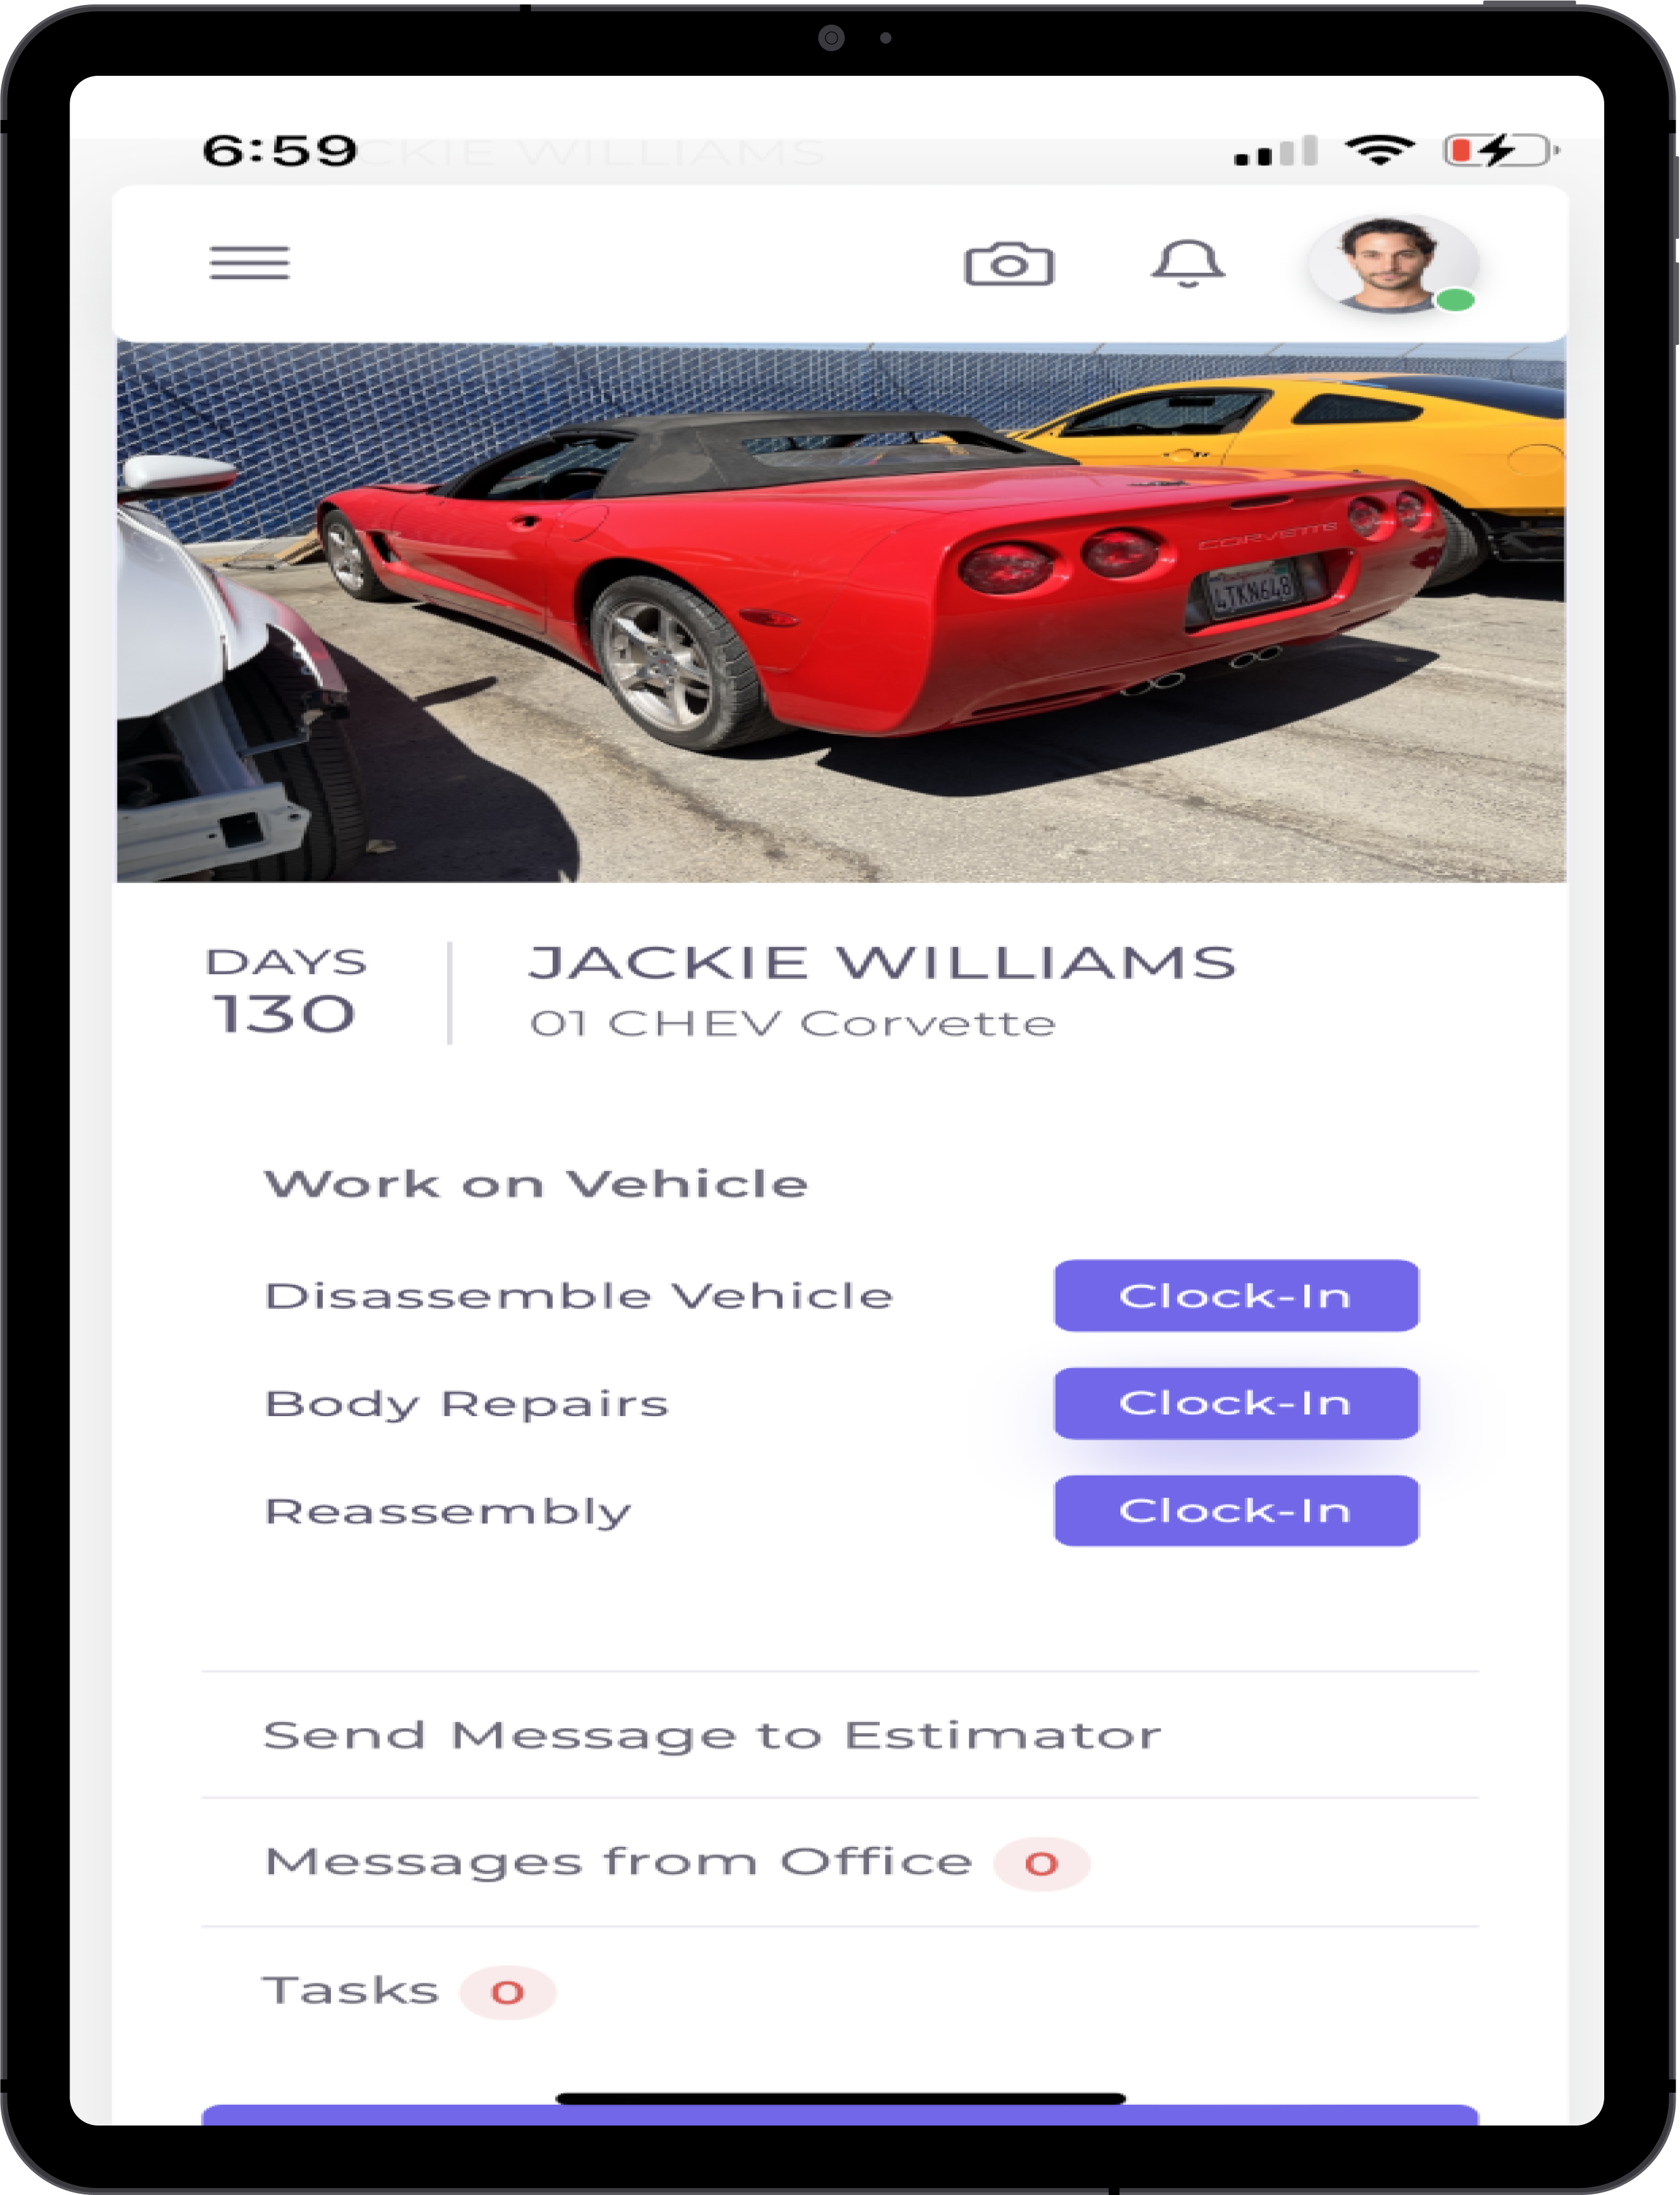 6:59
CKIE WILLIAMS
CORVETTE
4TKN648
DAYS
130
JACKIE WILLIAMS
01 CHEV Corvette
Work on Vehicle
Disassemble Vehicle
Clock-In
Body Repairs
Clock-In
Reassembly
Clock-In
Send Message to Estimator
Messages from Office 0
Tasks 0